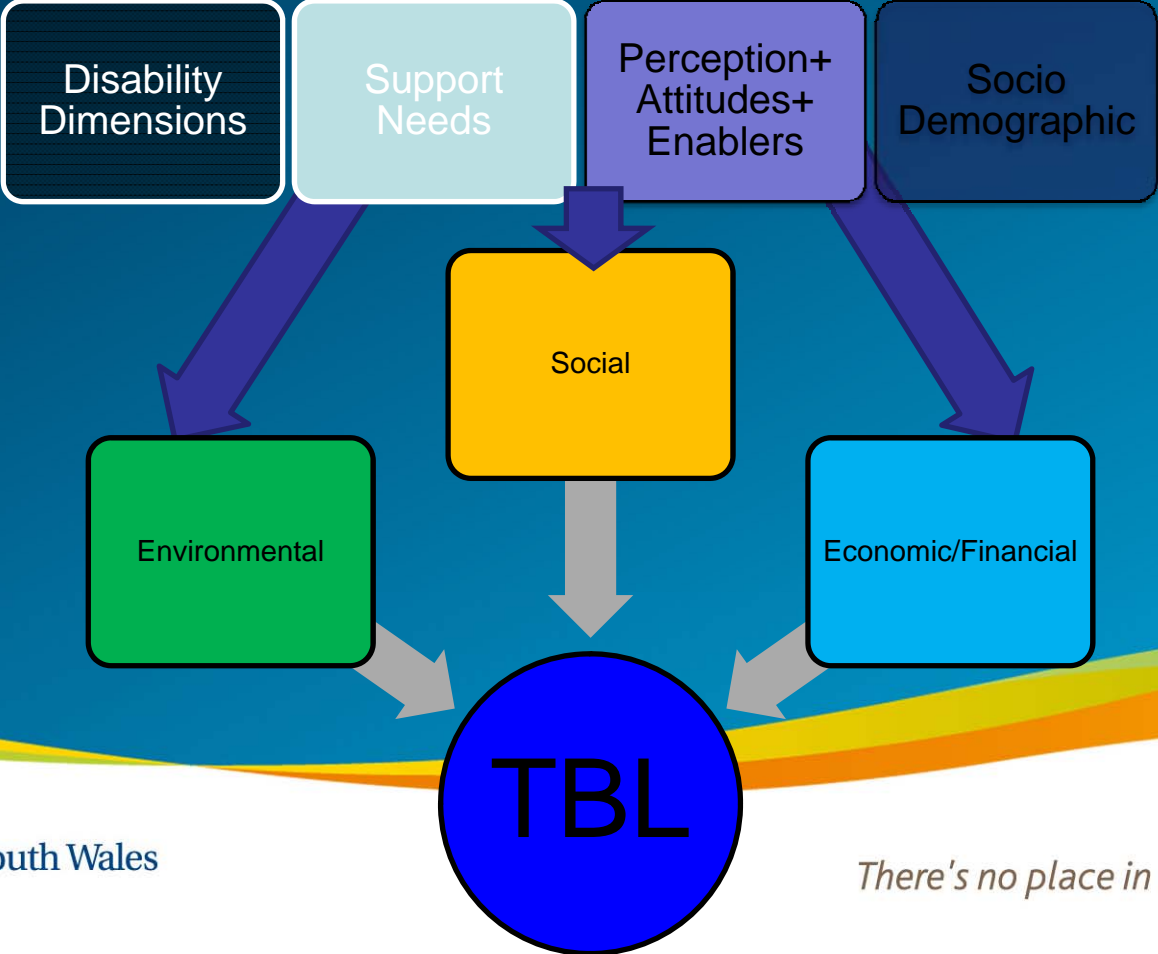 Disability
Dimensions
Support
Needs
Perception+
Attitudes+
Enablers
Socio
Demographic
Social
Environmental
Economic/Financial
TBL
outh Wales
There's no place in